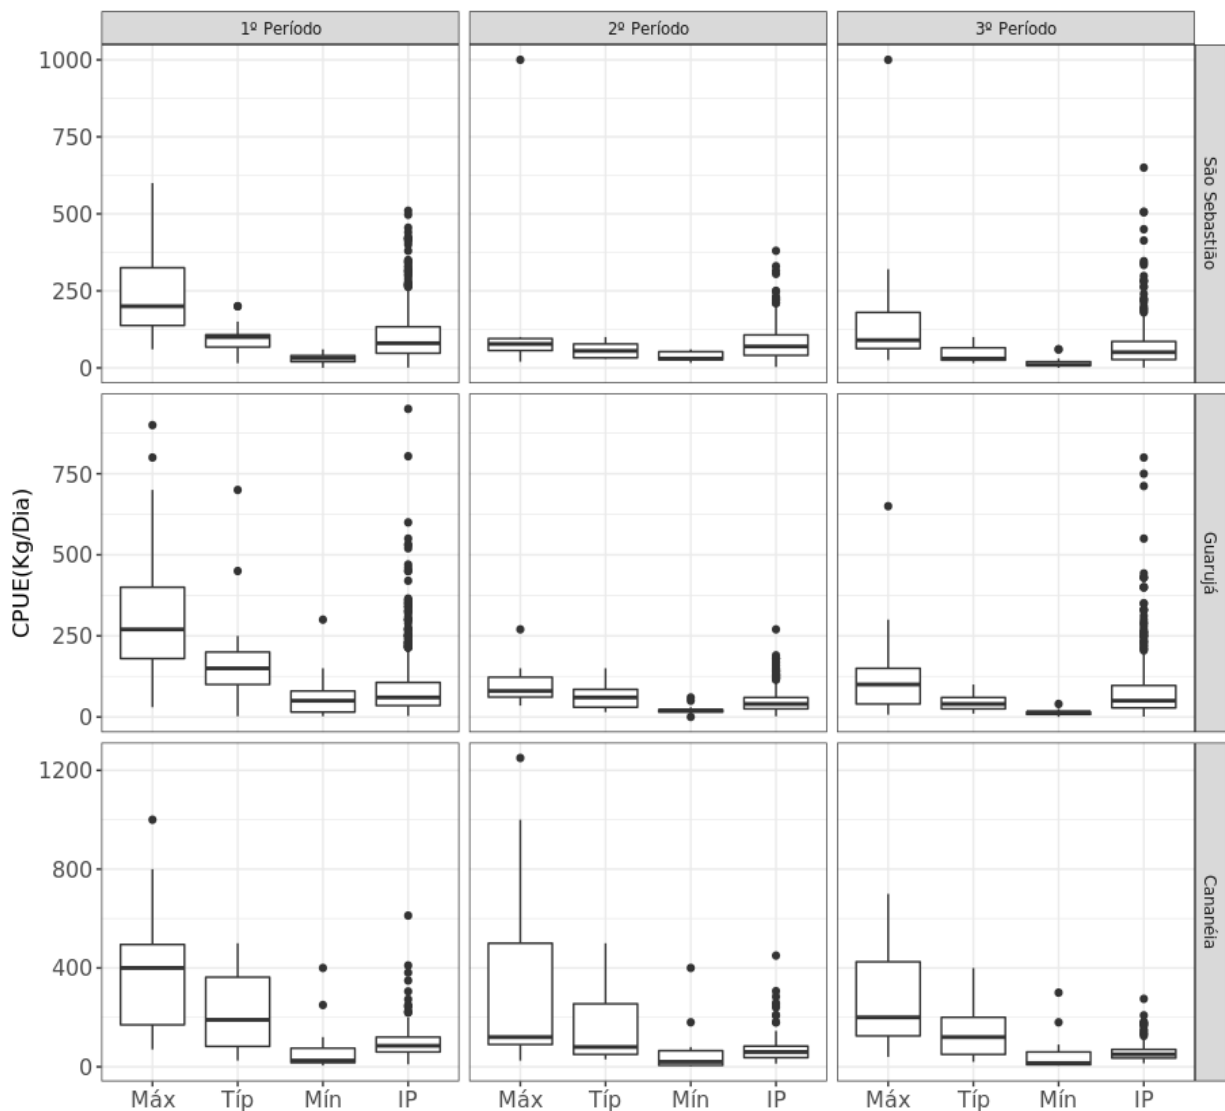 1º Período 2º Período 3º Período
1000
750
500
250
0
São Sebastião
750
500
250
0
Guarujá
1200
800
400
0
Cananéia
CPUE(Kg/Dia)
Máx Típ Mín IP Máx Típ Mín IP Máx Típ Mín IP